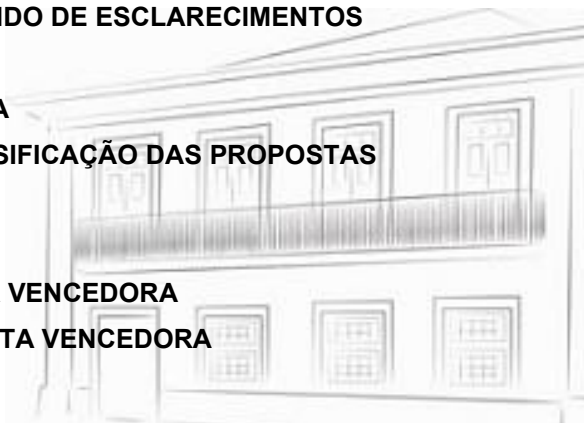 IDO DE ESCLARECIMENTOS
A
SIFICAÇÃO DAS PROPOSTAS
VENCEDORA
TA VENCEDORA